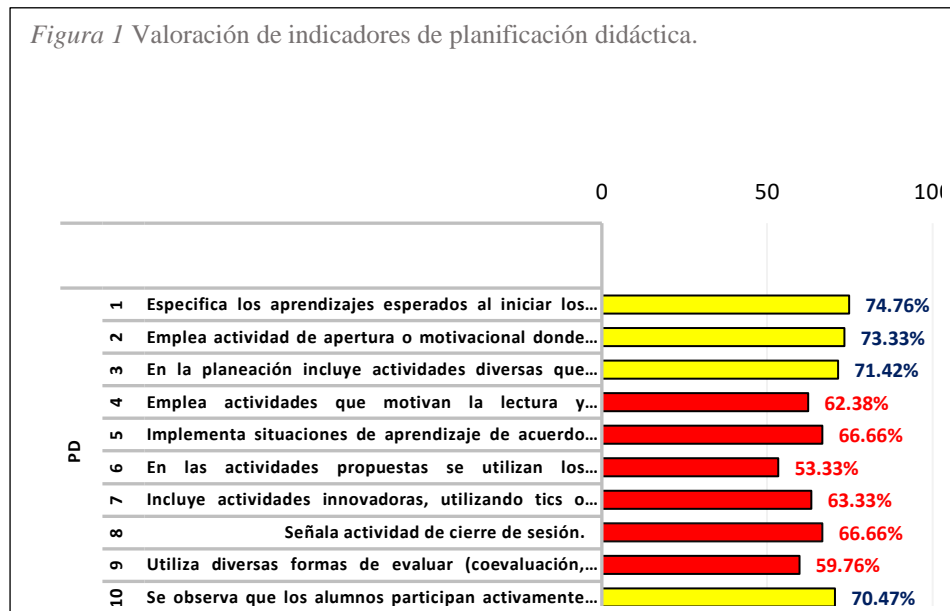 Figura 1 Valoración de indicadores de planificación didáctica.
0 50 100
PD
1 Especifica los aprendizajes esperados al iniciar los... 74.76%
2 Emplea actividad de apertura o motivacional donde... 73.33%
3 En la planeación incluye actividades diversas que... 71.42%
4 Emplea actividades que motivan la lectura y... 62.38%
5 Implementa situaciones de aprendizaje de acuerdo... 66.66%
6 En las actividades propuestas se utilizan los... 53.33%
7 Incluye actividades innovadoras, utilizando tics o... 63.33%
8 Señala actividad de cierre de sesión. 66.66%
9 Utiliza diversas formas de evaluar (coevaluación,... 59.76%
10 Se observa que los alumnos participan activamente... 70.47%